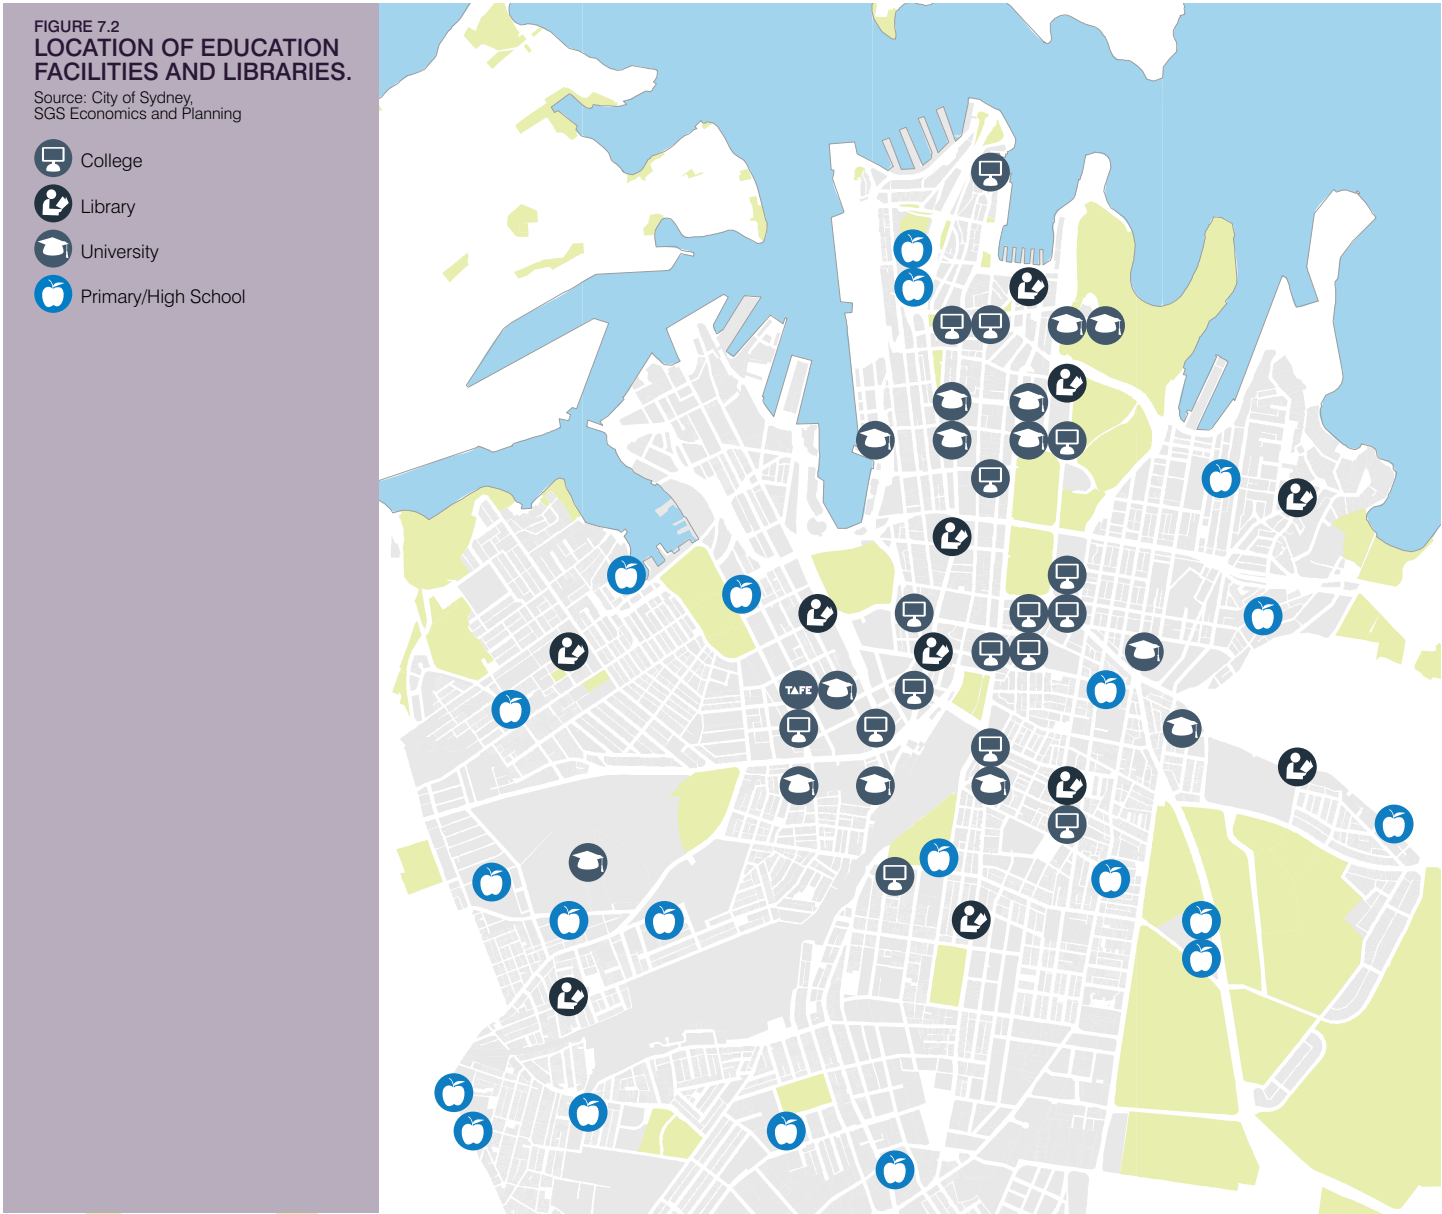 FIGURE 7.2
LOCATION OF EDUCATION
FACILITIES AND LIBRARIES.
Source: City of Sydney,
SGS Economics and Planning
College
Library
University
Primary/High School
TAFE